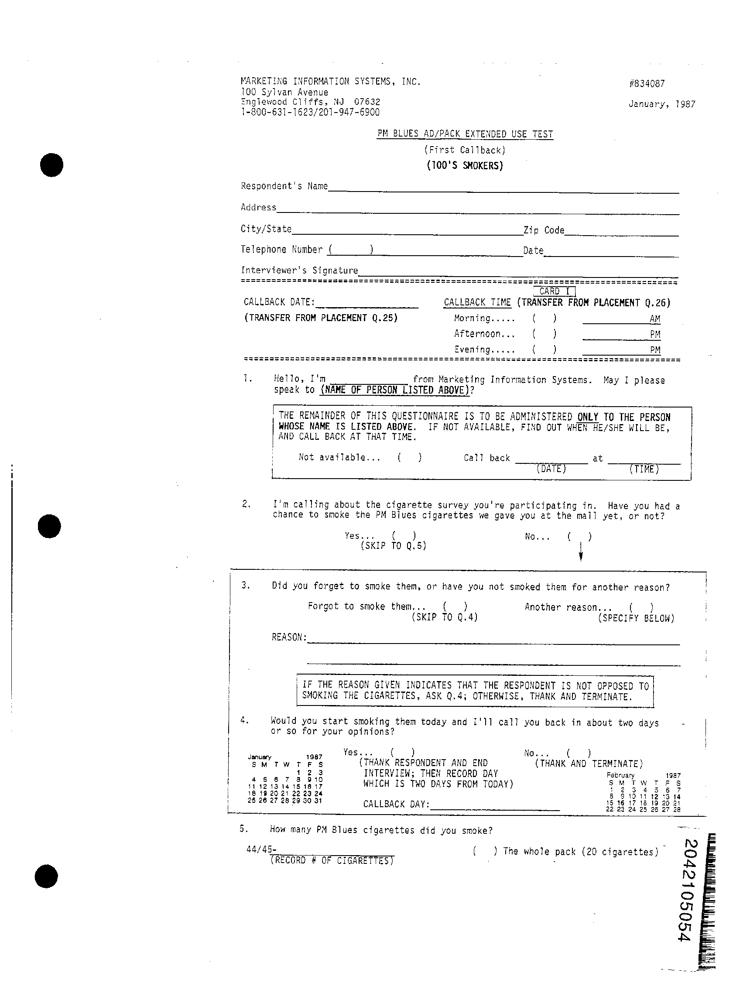 MARKETING INFORMATION SYSTEMS, INC.
#834087
100 Sylvan Avenue
Englewood Cliffs, NJ 07632
January, 1987
1-800-631-1623/201-947-6900
PM BLUES AD/PACK EXTENDED USE TEST
(First Callback)
(100'S SMOKERS)
Respondent's Name
Address
City/State Zip Code
Telephone Number ( ) Date
Interviewer's Signature
CARD 1
CALLBACK DATE: CALLBACK TIME (TRANSFER FROM PLACEMENT Q.26)
(TRANSFER FROM PLACEMENT Q.25) Morning..... ( ) AM
Afternoon... ( ) PM
Evening..... ( ) PM
1. Hello, I'm from Marketing Information Systems. May I please
speak to (NAME OF PERSON LISTED ABOVE)?
THE REMAINDER OF THIS QUESTIONNAIRE IS TO BE ADMINISTERED ONLY TO THE PERSON
WHOSE NAME IS LISTED ABOVE. IF NOT AVAILABLE, FIND OUT WHEN HE/SHE WILL BE,
AND CALL BACK AT THAT TIME.
Not available... ( ) Call back at
(DATE) (TIME)
2. I'm calling about the cigarette survey you're participating in. Have you had a
chance to smoke the PM Blues cigarettes we gave you at the mall yet, or not?
Yes... ( ) No... ( )
(SKIP TO Q.5)
3. Did you forget to smoke them, or have you not smoked them for another reason?
Forgot to smoke them... ( ) Another reason... ( )
(SKIP TO Q.4) (SPECIFY BELOW)
REASON:
IF THE REASON GIVEN INDICATES THAT THE RESPONDENT IS NOT OPPOSED TO
SMOKING THE CIGARETTES, ASK Q.4; OTHERWISE, THANK AND TERMINATE.
4. Would you start smoking them today and I'll call you back in about two days
or so for your opinions?
Yes... ( ) No... ( )
(THANK RESPONDENT AND END (THANK AND TERMINATE)
INTERVIEW; THEN RECORD DAY
WHICH IS TWO DAYS FROM TODAY)
CALLBACK DAY:
January 1987
S M T W T F S
1 2 3
4 5 6 7 8 9 10
11 12 13 14 15 16 17
18 19 20 21 22 23 24
25 26 27 28 29 30 31
February 1987
S M T W T F S
1 2 3 4 5 6 7
8 9 10 11 12 13 14
15 16 17 18 19 20 21
22 23 24 25 26 27 28
5. How many PM Blues cigarettes did you smoke?
44/45- ( ) The whole pack (20 cigarettes)
(RECORD # OF CIGARETTES)
2042105054